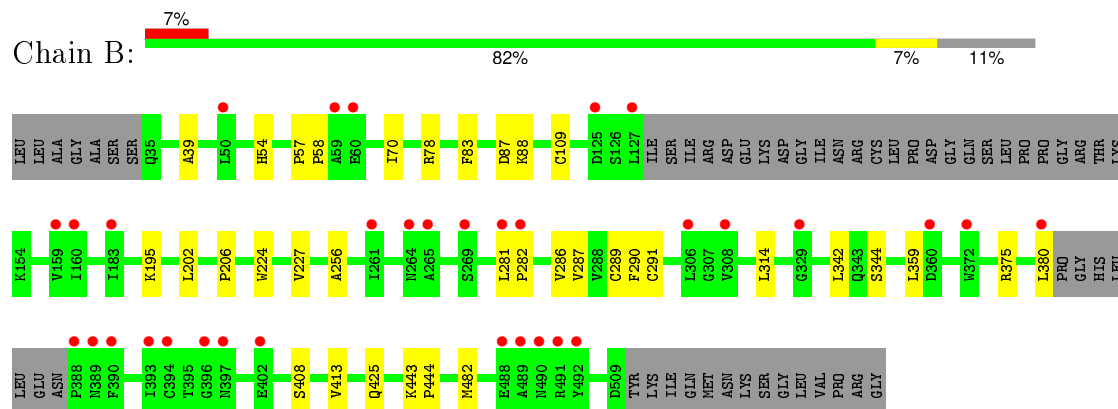 7%
Chain B:
82% 7% 11%
LEU LEU ALA GLY ALA SER SER Q35 A39 L50 H54 P57 P58 A59 E60 I70 R78 F83 D87 K88 C109 D125 S126 L127 ILE SER ILE ARG ASP GLU LYS ASP GLY ILE ASN ARG CYS LEU PRO ASP GLY GLN SER LEU PRO PRO GLY ARG THR LYS
K154 V159 I160 I183 K195 L202 P206 W224 V227 A256 I261 N264 A265 S269 L281 P282 V286 V287 V288 C289 F290 C291 L306 G307 V308 L314 G329 L342 Q343 S344 L359 D360 W372 R375 L380 PRO GLY HIS LEU
LEU GLU ASN P388 N389 F390 I393 C394 T395 G396 N397 E402 S408 V413 Q425 K443 P444 M482 E488 A489 N490 R491 Y492 D509 TYR LYS ILE GLY MET ASN LYS SER GLY LEU VAL PRO ARG GLY